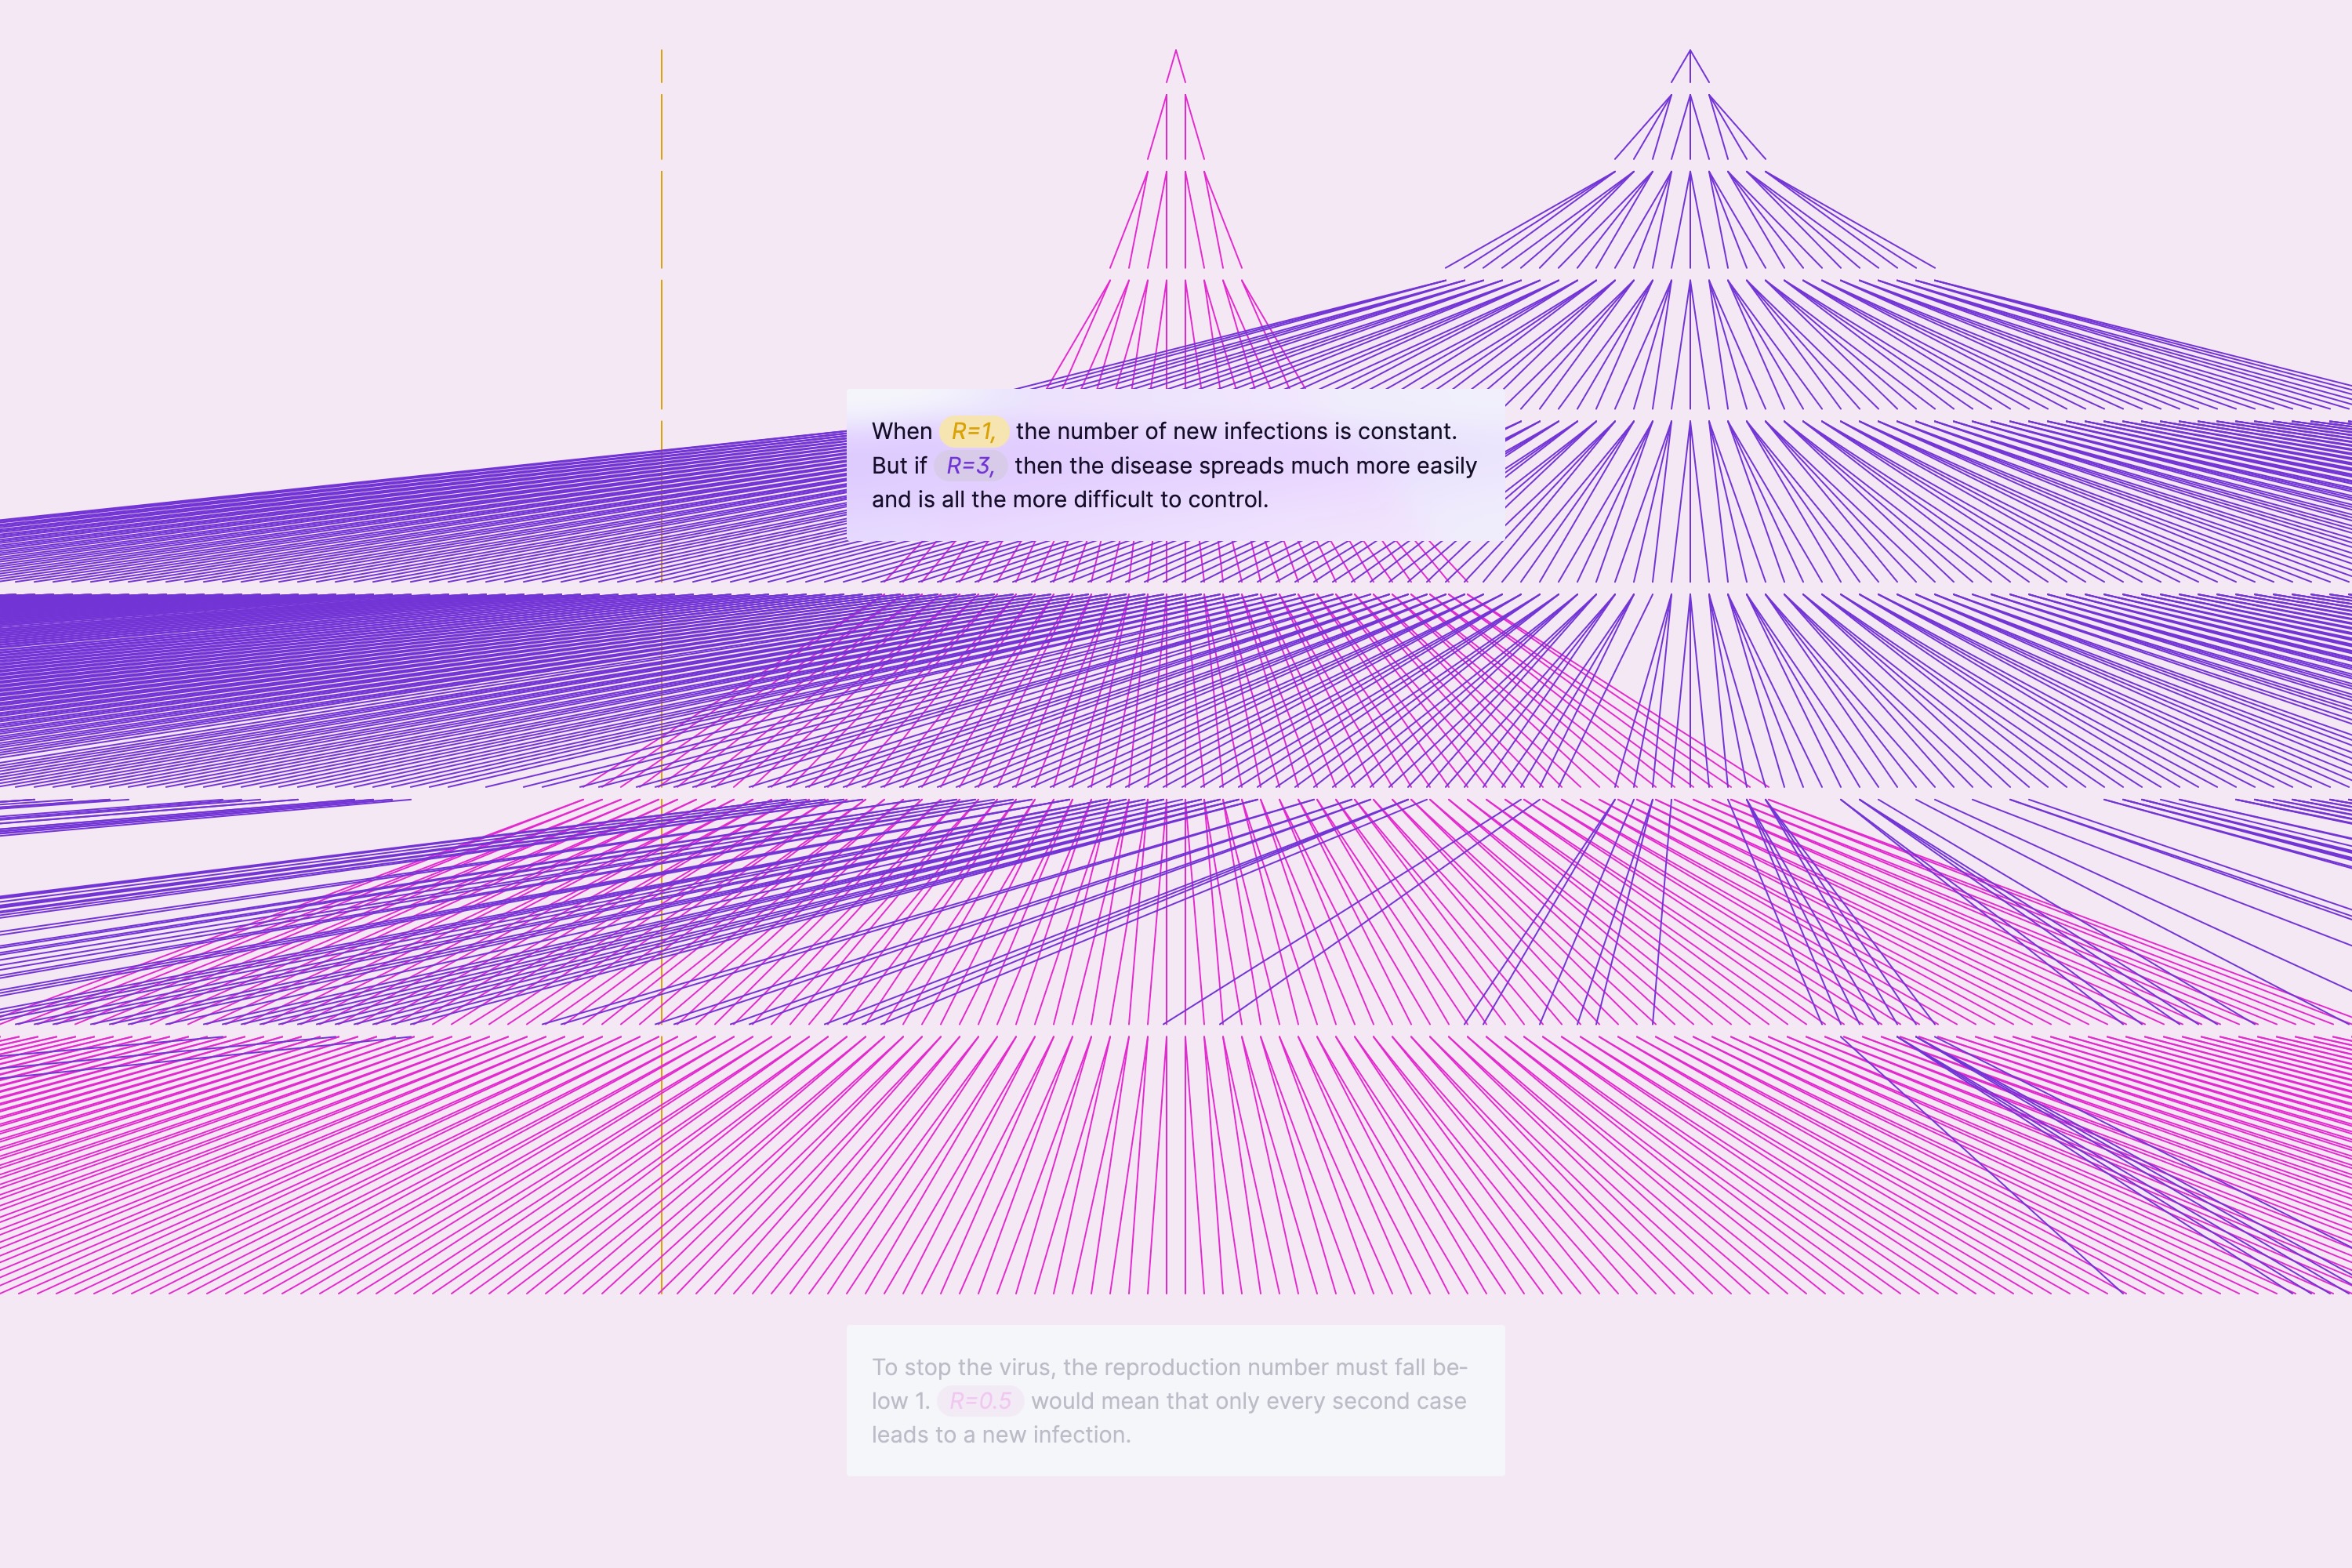 When R=1, the number of new infections is constant.
But if R=3, then the disease spreads much more easily
and is all the more difficult to control.
To stop the virus, the reproduction number must fall be-
low 1. R=0.5 would mean that only every second case
leads to a new infection.